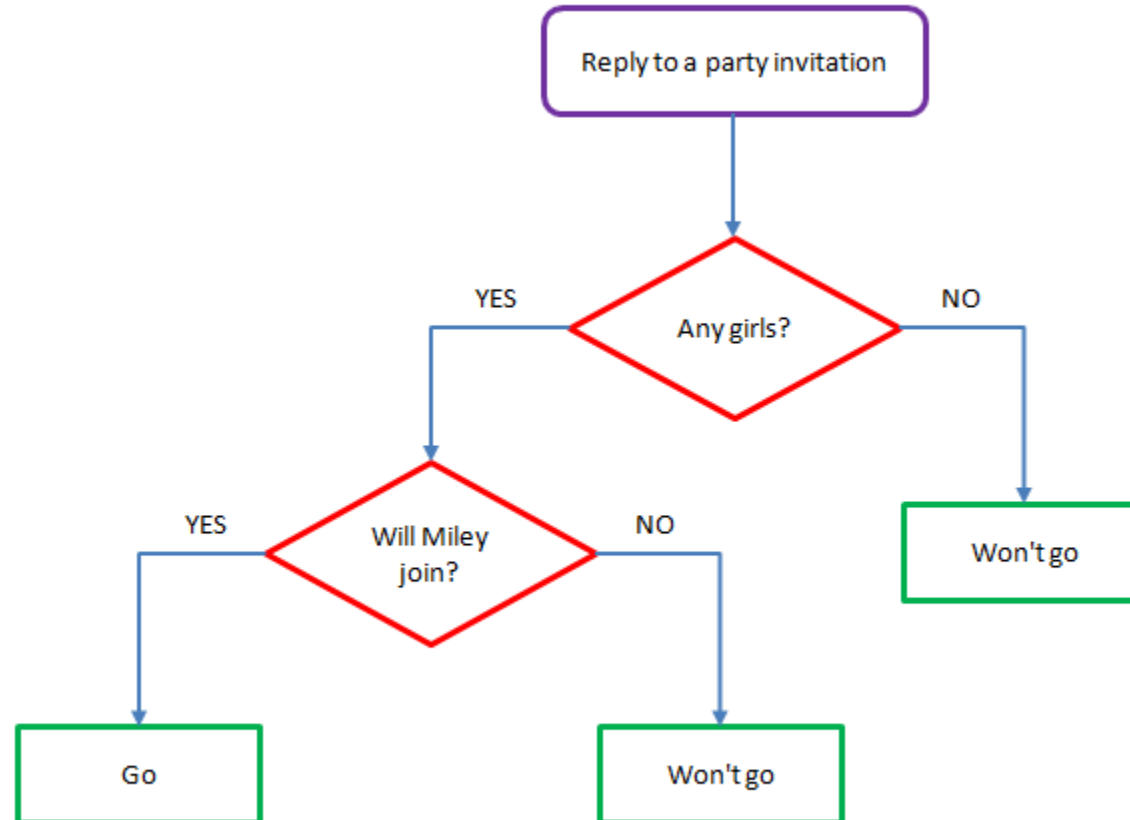 Reply to a party invitation
YES
NO
Any girls?
YES
NO
Will Miley
join?
Won't go
Go
Won't go